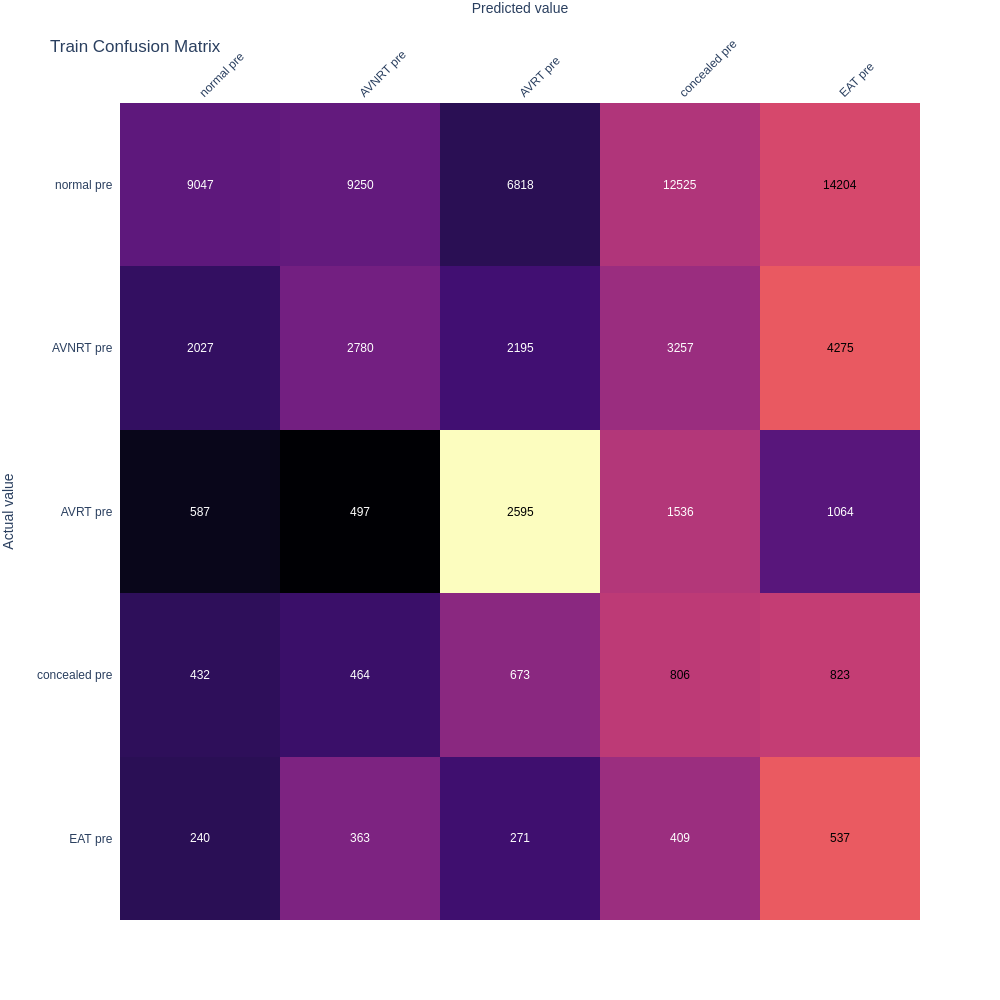 Predicted value
Train Confusion Matrix
normal pre AVNRT pre AVRT pre concealed pre EAT pre
normal pre 9047 9250 6818 12525 14204
AVNRT pre 2027 2780 2195 3257 4275
Actual value
AVRT pre 587 497 2595 1536 1064
concealed pre 432 464 673 806 823
EAT pre 240 363 271 409 537